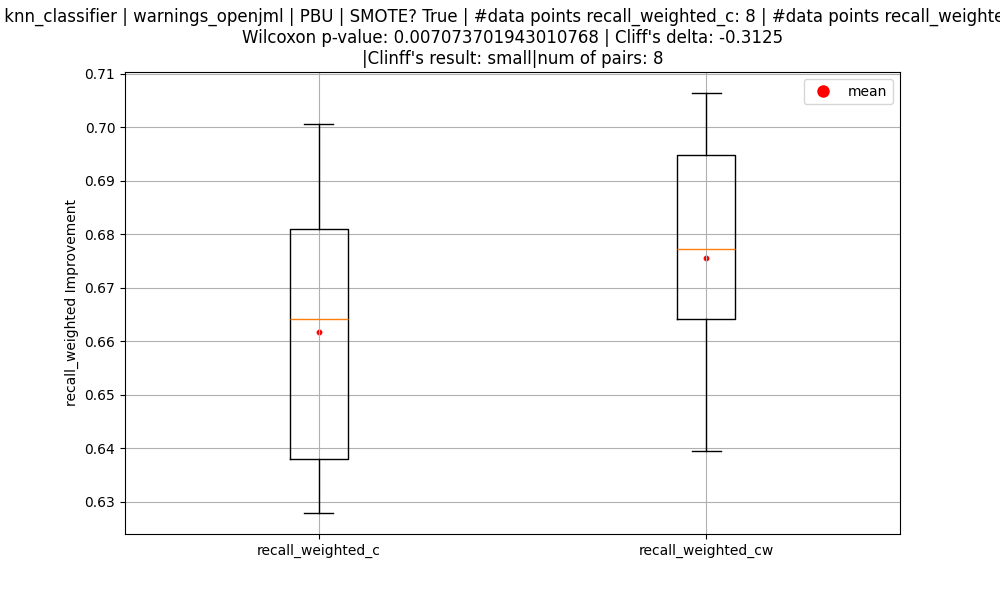 knn_classifier | warnings_openjml | PBU | SMOTE? True | #data points recall_weighted_c: 8 | #data points
Wilcoxon p-value: 0.007073701943010768 | Cliff's delta: -0.3125
|Clinff's result: small|num of pairs: 8
0.71
mean
0.70
0.69
0.68
0.67
0.66
0.65
0.64
0.63
recall_weighted Improvement
recall_weighted_c
recall_weighted_cw